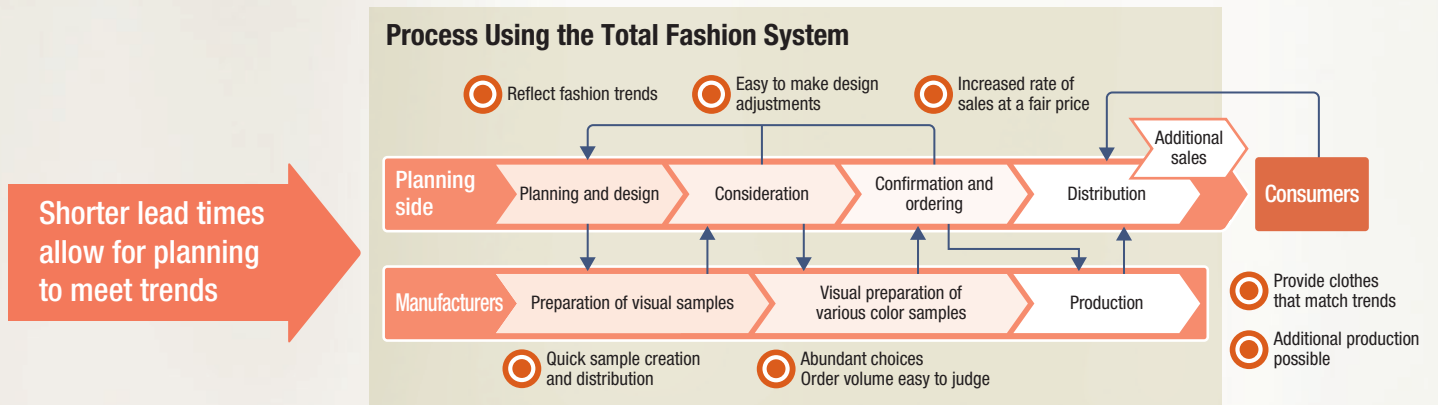 Process Using the Total Fashion System
Reflect fashion trends
Easy to make design
adjustments
Increased rate of
sales at a fair price
Additional
sales
Shorter lead times
allow for planning
to meet trends
Planning
side
Planning and design
Consideration
Confirmation and
ordering
Distribution
Consumers
Manufacturers
Preparation of visual samples
Visual preparation of
various color samples
Production
Provide clothes
that match trends
Additional production
possible
Quick sample creation
and distribution
Abundant choices
Order volume easy to judge